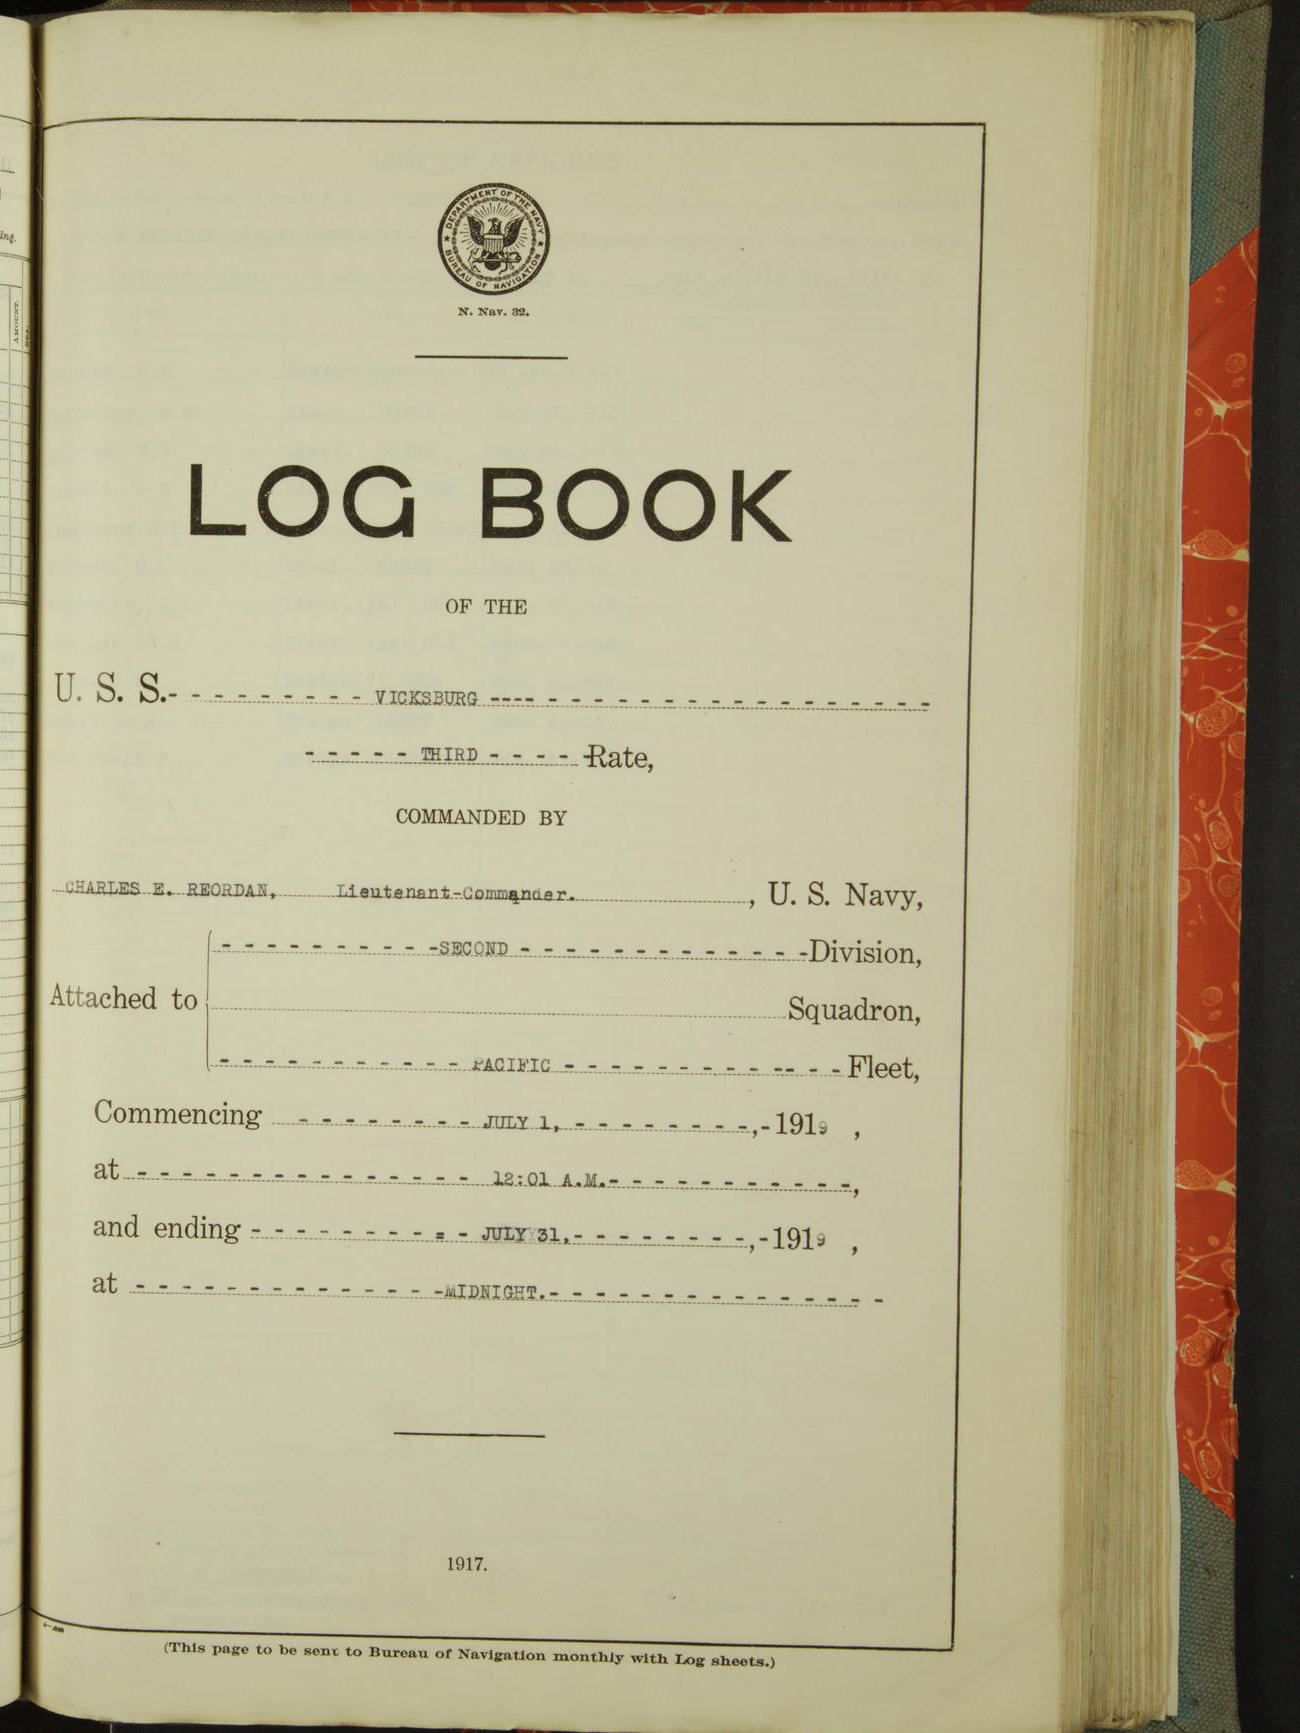 DEPARTMENT OF THE NAVY
BUREAU OF NAVIGATION
N. Nav. 32.
LOG BOOK
OF THE
U. S. S.- - - - - - - - - VICKSBURG ---- - - - - - - - - - - - - - - - - - -
- - - - - THIRD - - - - -Rate,
COMMANDED BY
CHARLES E. REORDAN, Lieutenant-Commander. , U. S. Navy,
- - - - - - - - - -SECOND - - - - - - - - - - - - -Division,
Attached to
Squadron,
- - - - - - - - - - - PACIFIC - - - - - - - - - -- - - -Fleet,
Commencing - - - - - - - - JULY 1, - - - - - - - -,- 1919 ,
at - - - - - - - - - - - - - - - 12:01 A.M.- - - - - - - - - - - -,
and ending - - - - - - - - - = - JULY 31,- - - - - - - - -,- 1919 ,
at - - - - - - - - - - - - - -MIDNIGHT.- - - - - - - - - - - - - - -
1917.
(This page to be sent to Bureau of Navigation monthly with Log sheets.)
ing.
AMOUNT.